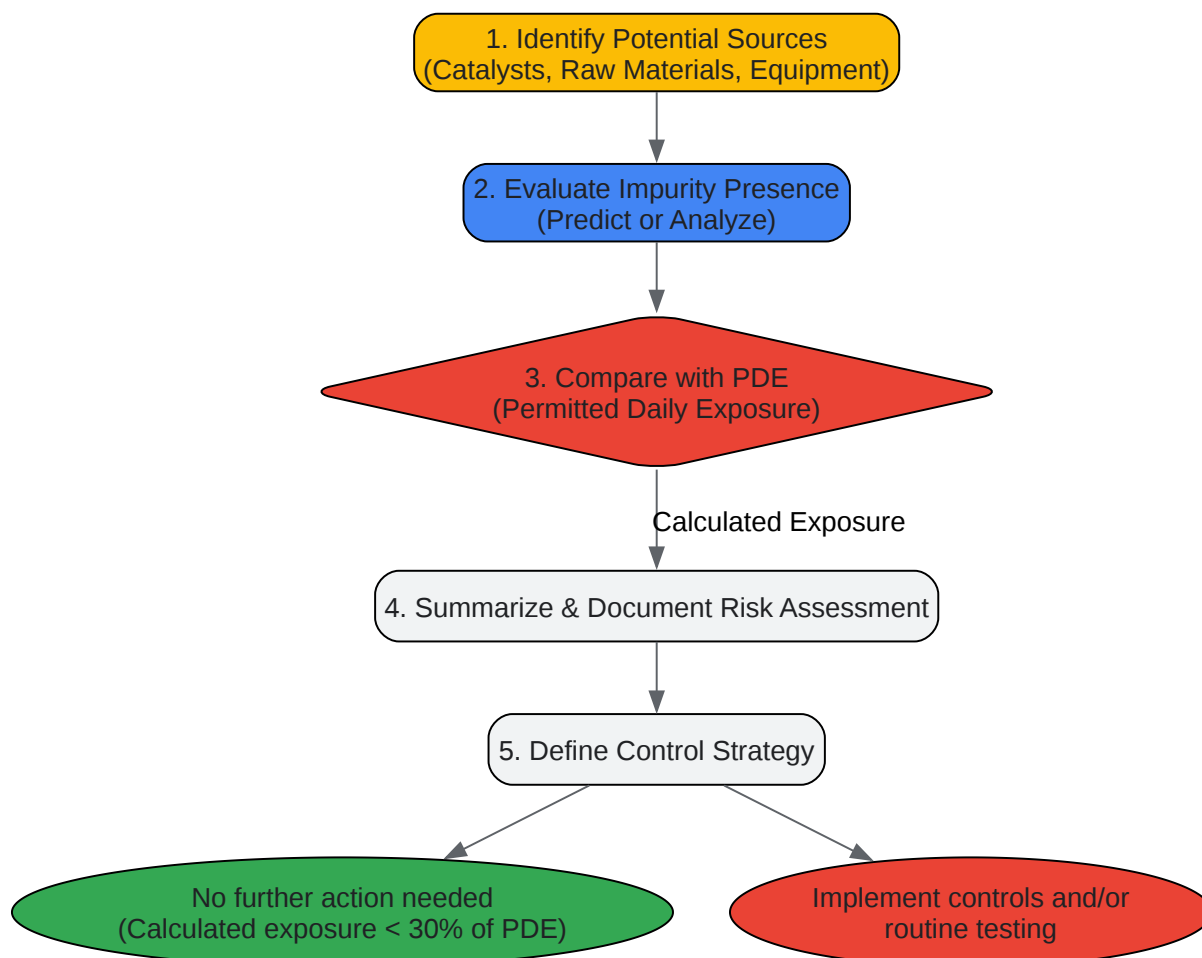 1. Identify Potential Sources
(Catalysts, Raw Materials, Equipment)
2. Evaluate Impurity Presence
(Predict or Analyze)
3. Compare with PDE
(Permitted Daily Exposure)
Calculated Exposure
4. Summarize & Document Risk Assessment
5. Define Control Strategy
No further action needed
(Calculated exposure < 30% of PDE)
Implement controls and/or
routine testing